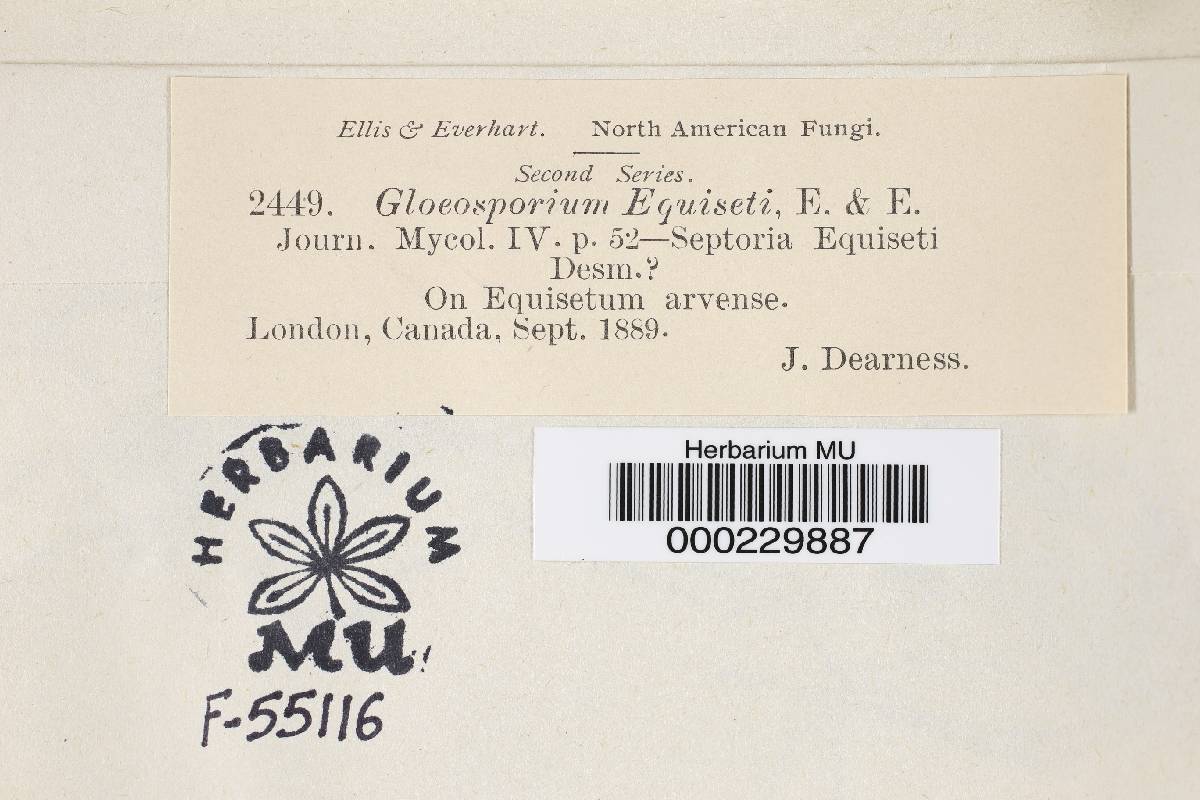 Ellis & Everhart. North American Fungi.
Second Series.
2449. Gloeosporium Equiseti, E. & E.
Journ. Mycol. IV. p. 52—Septoria Equiseti
Desm.?
On Equisetum arvense.
London, Canada, Sept. 1889.
J. Dearness.
HERBARIUM
MU
F-55116
Herbarium MU
000229887